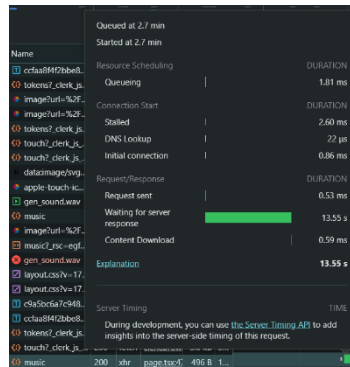 Queued at 2.7 min
Started at 2.7 min
Name
Resource Scheduling DURATION
ccfaa8f4f2bbe8...
tokens?_clerk_js...
Queueing 1.81 ms
image?url=%2F...
image?url=%2F...
Connection Start DURATION
tokens?_clerk_js...
Stalled 2.60 ms
touch?_clerk_js_...
DNS Lookup 22 µs
touch?_clerk_js_...
Initial connection 0.86 ms
data:image/svg...
apple-touch-ic...
Request/Response DURATION
gen_sound.wav
Request sent 0.53 ms
music
Waiting for server response 13.55 s
image?url=%2F...
music?_rsc=egf...
Content Download 0.59 ms
gen_sound.wav
Explanation 13.55 s
layout.css?v=17...
layout.css?v=17...
Server Timing TIME
c9a5bc6a7c948...
During development, you can use the Server Timing API to add
tokens?_clerk_js...
insights into the server-side timing of this request.
touch?_clerk_js_...
music 200 xhr page.tsx:4 496 B 1...